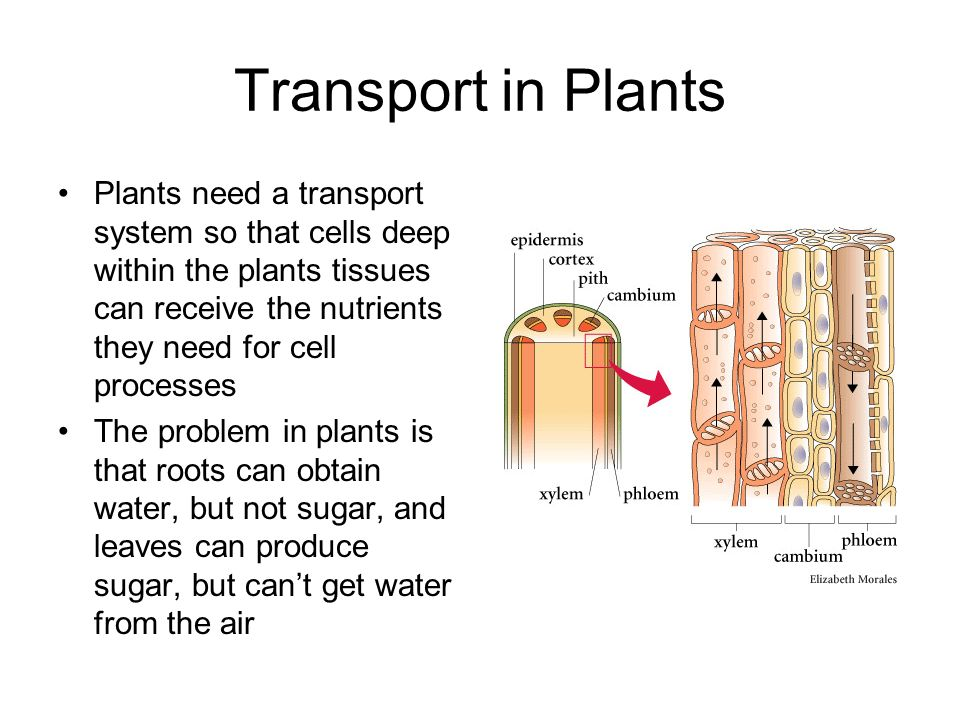 Transport in Plants
• Plants need a transport
system so that cells deep
within the plants tissues
can receive the nutrients
they need for cell
processes
• The problem in plants is
that roots can obtain
water, but not sugar, and
leaves can produce
sugar, but can’t get water
from the air
epidermis
cortex
pith
cambium
xylem
phloem
xylem
cambium
phloem
Elizabeth Morales